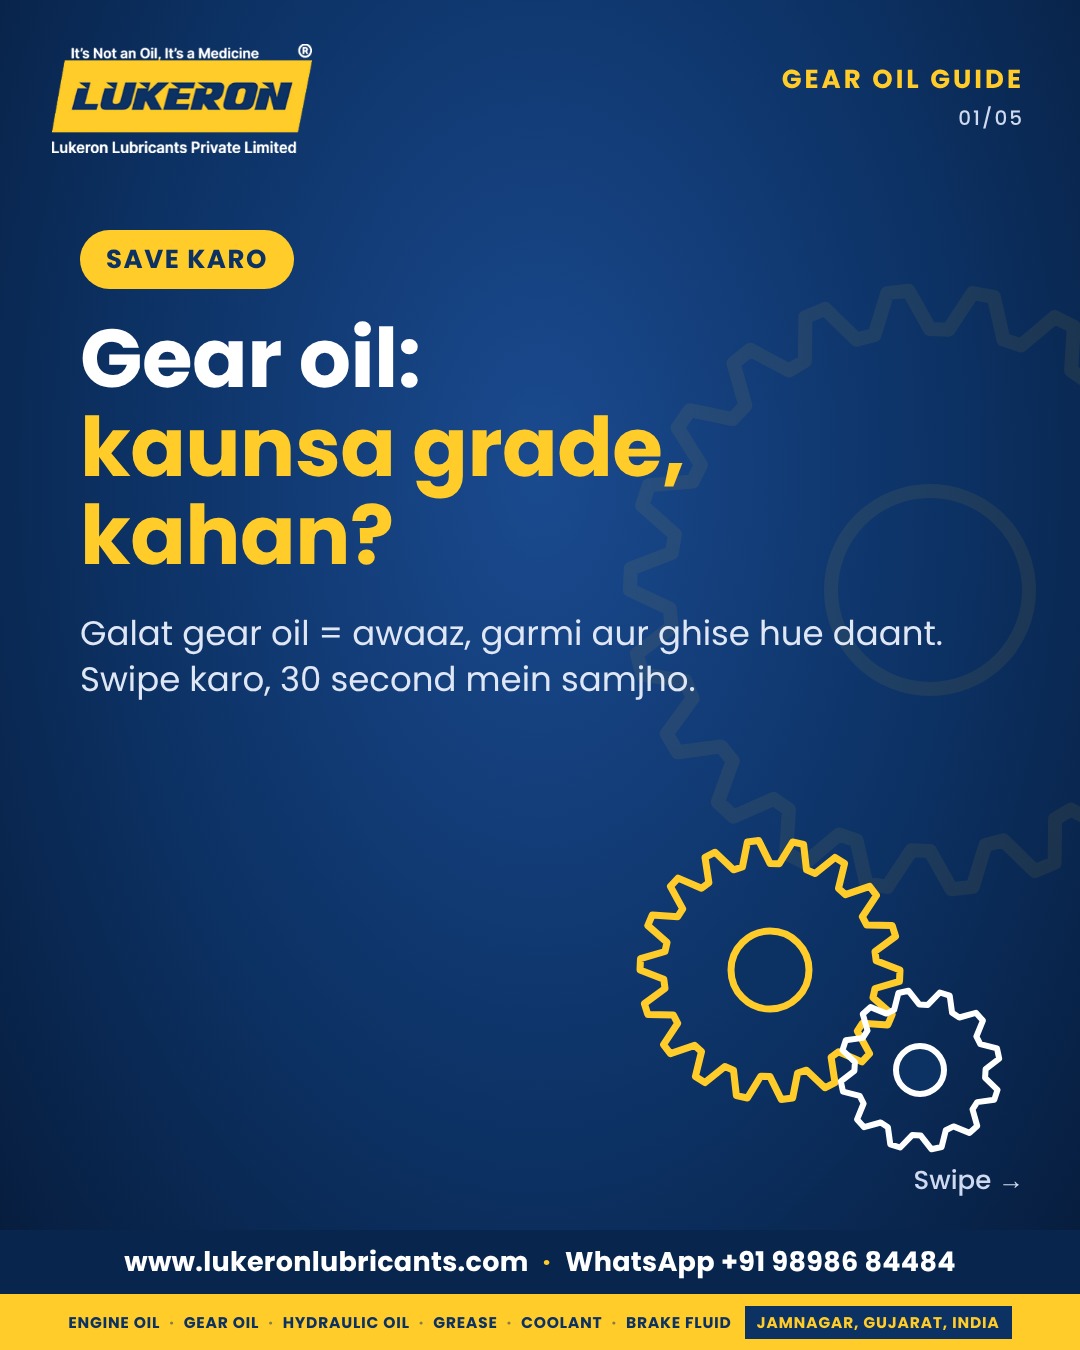 It's Not an Oil, It's a Medicine ®
LUKERON
Lukeron Lubricants Private Limited
GEAR OIL GUIDE
01/05
SAVE KARO
Gear oil:
kaunsa grade,
kahan?
Galat gear oil = awaaz, garmi aur ghise hue daant.
Swipe karo, 30 second mein samjho.
Swipe →
www.lukeronlubricants.com · WhatsApp +91 98986 84484
ENGINE OIL · GEAR OIL · HYDRAULIC OIL · GREASE · COOLANT · BRAKE FLUID JAMNAGAR, GUJARAT, INDIA